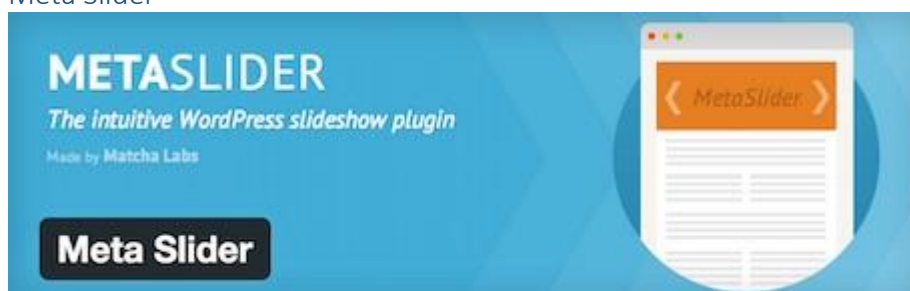 Meta Slider
METASLIDER
The intuitive WordPress slideshow plugin
Made by Matcha Labs
MetaSlider
Meta Slider